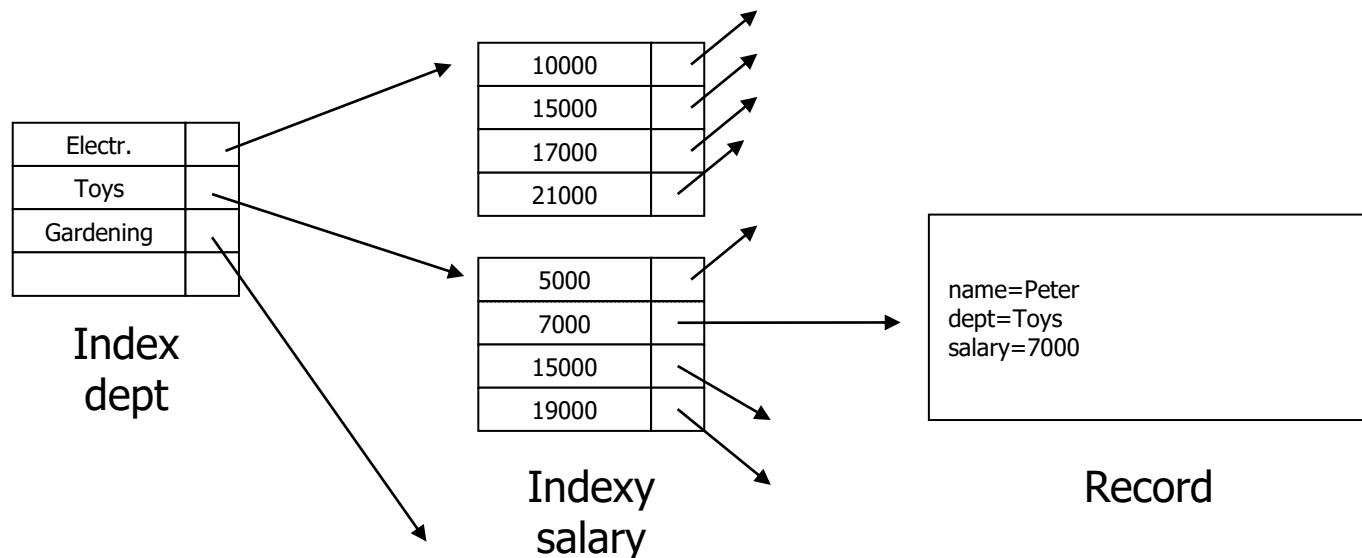 Electr.
Toys
Gardening
Index
dept
10000
15000
17000
21000
5000
7000
15000
19000
Indexy
salary
name=Peter
dept=Toys
salary=7000
Record